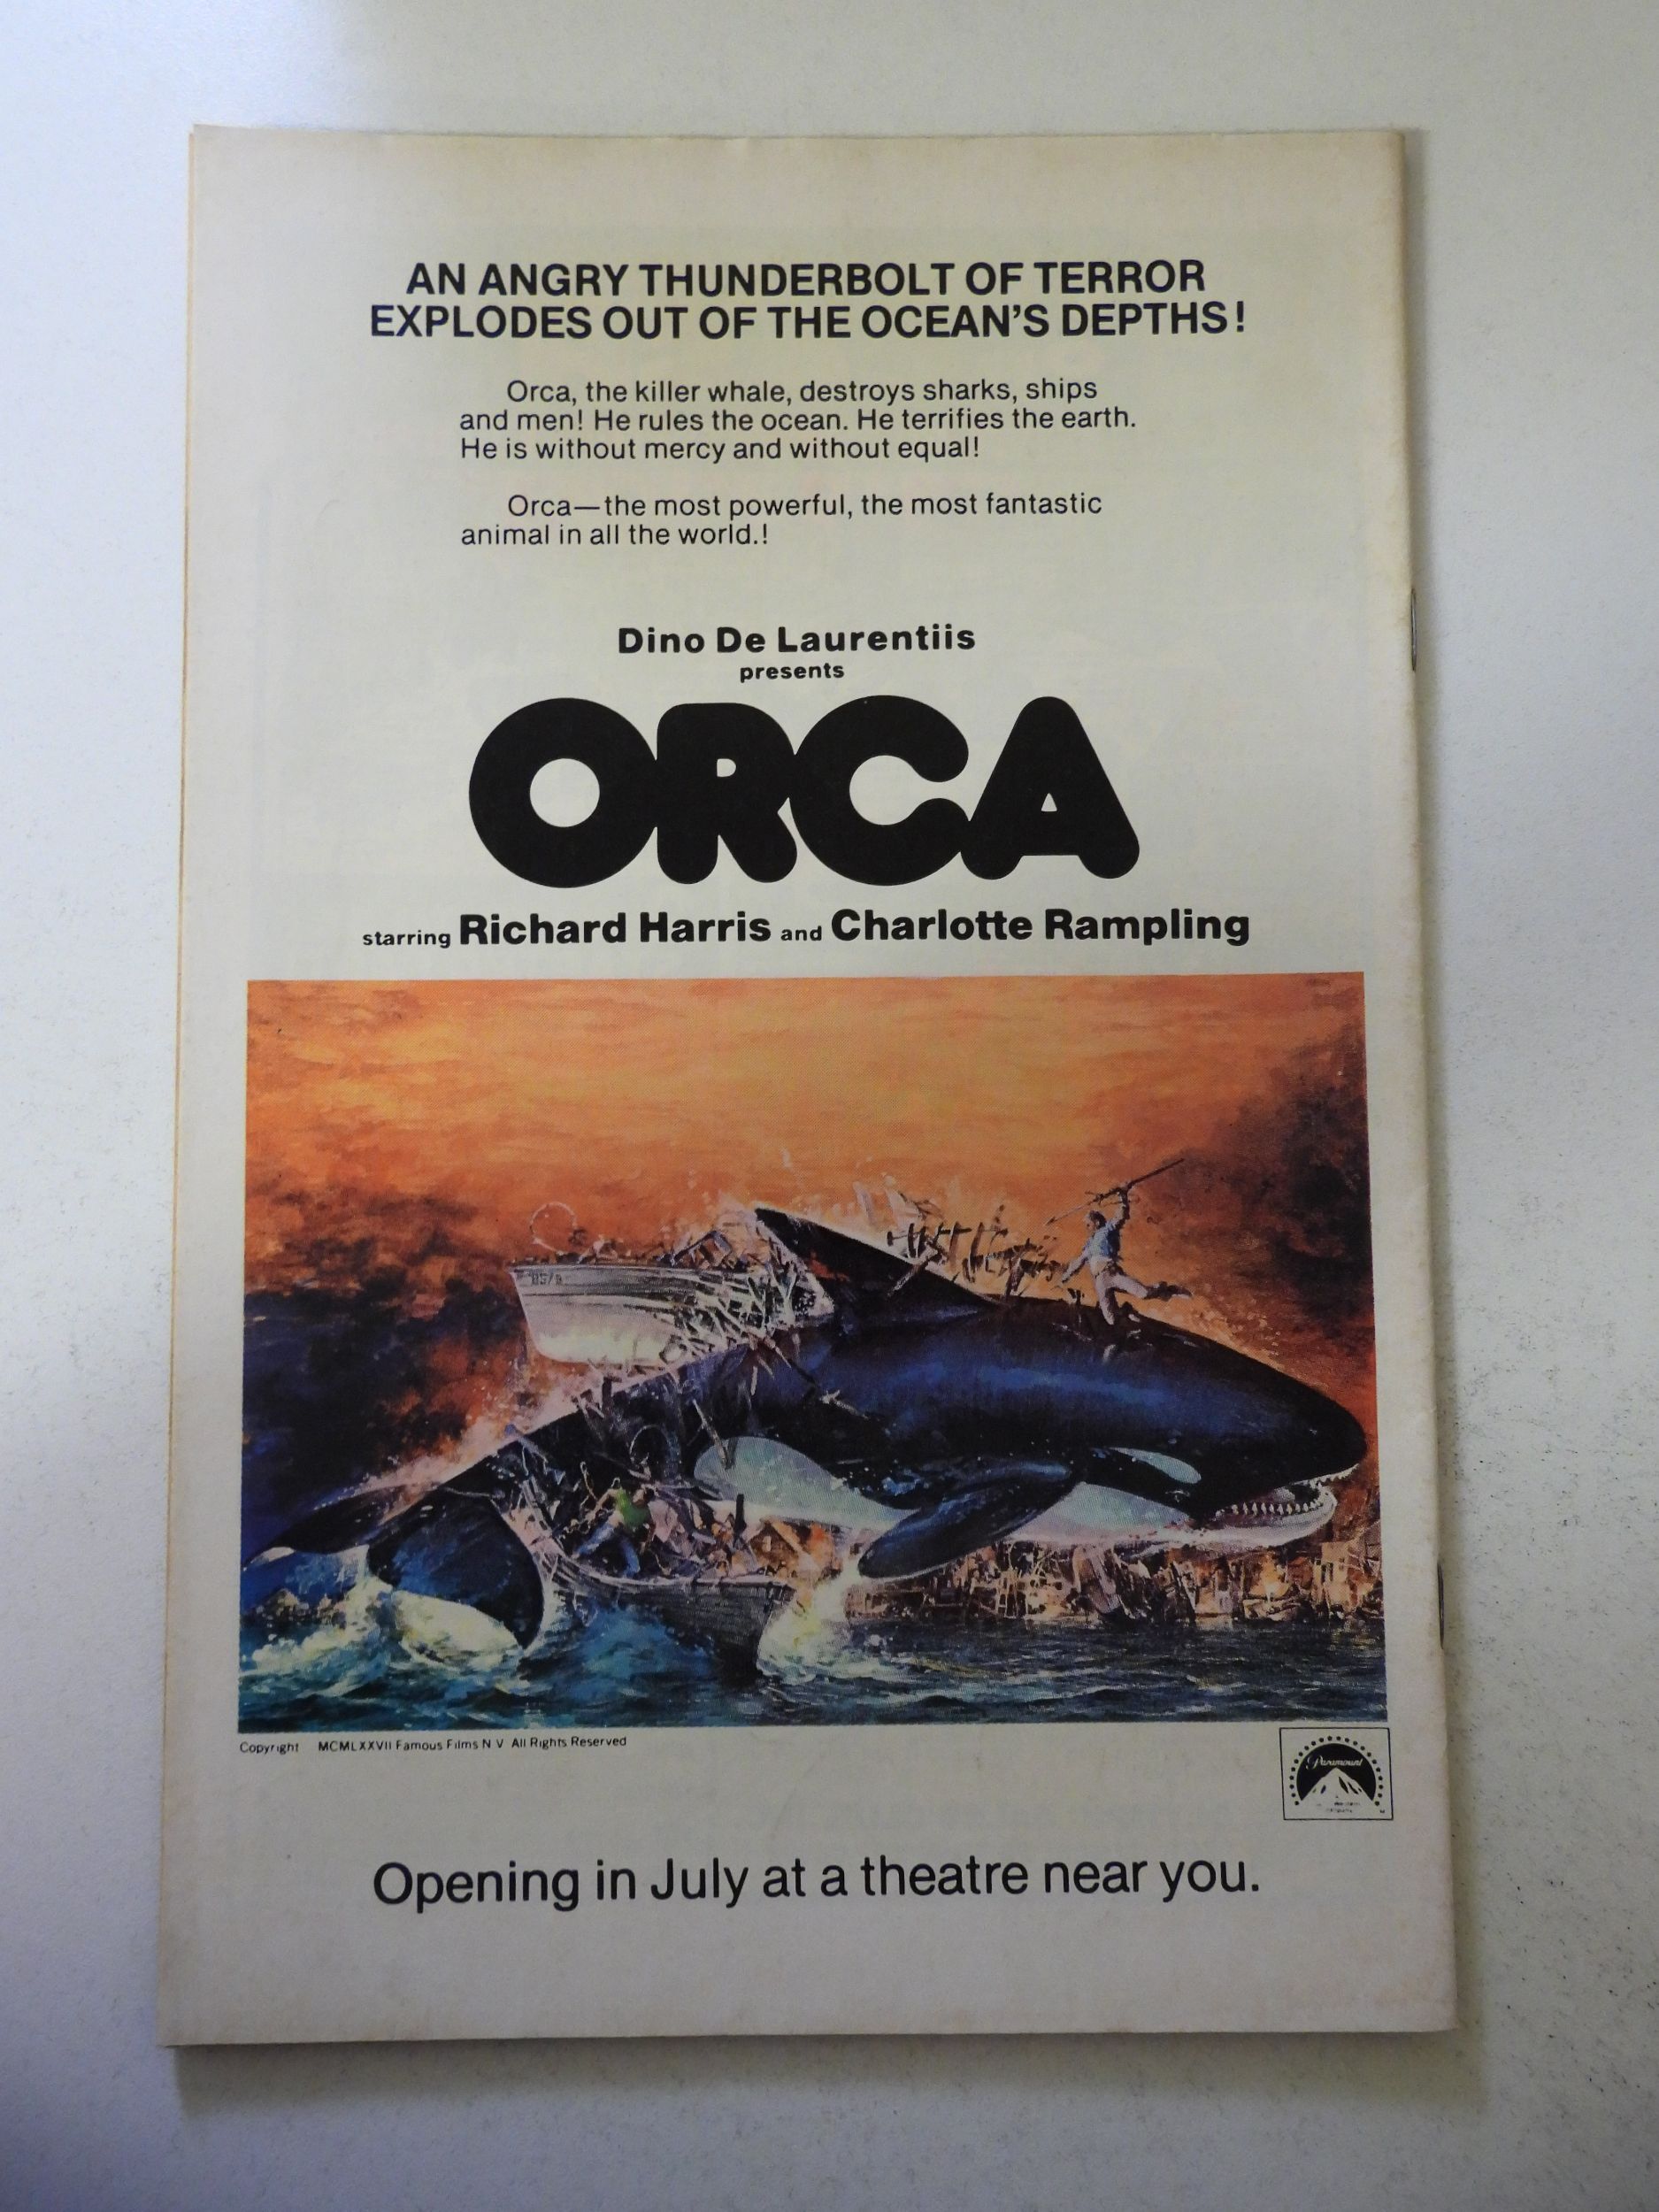 AN ANGRY THUNDERBOLT OF TERROR
EXPLODES OUT OF THE OCEAN'S DEPTHS!
Orca, the killer whale, destroys sharks, ships
and men! He rules the ocean. He terrifies the earth.
He is without mercy and without equal!
Orca—the most powerful, the most fantastic
animal in all the world.!
Dino De Laurentiis
presents
ORCA
starring Richard Harris and Charlotte Rampling
Copyright MCMLXXVII Famous Films N V All Rights Reserved
Paramount
Opening in July at a theatre near you.